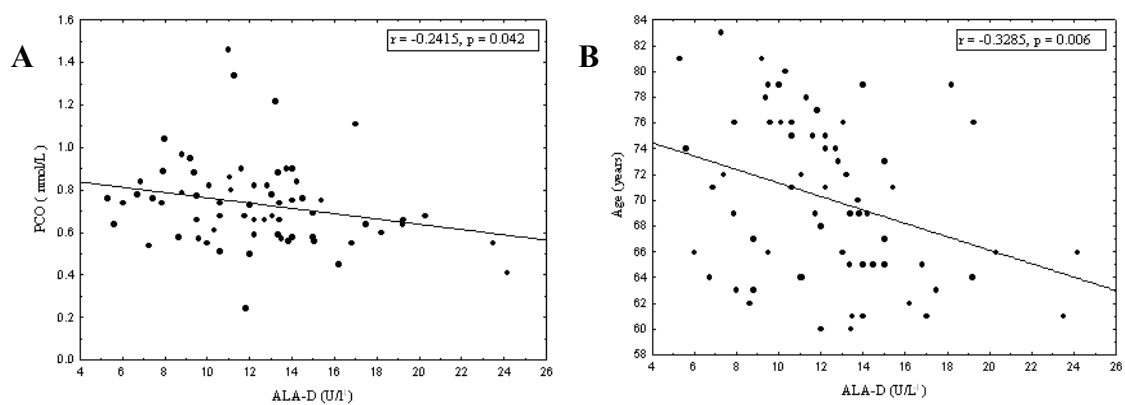 A
r = -0.2415, p = 0.042
PCO ( mmol/L )
1.6
1.4
1.2
1.0
0.8
0.6
0.4
0.2
0.0
4 6 8 10 12 14 16 18 20 22 24 26
ALA-D (U/l⁻¹)
B
r = -0.3285, p = 0.006
Age (years)
84
82
80
78
76
74
72
70
68
66
64
62
60
58
4 6 8 10 12 14 16 18 20 22 24 26
ALA-D (U/L⁻¹)